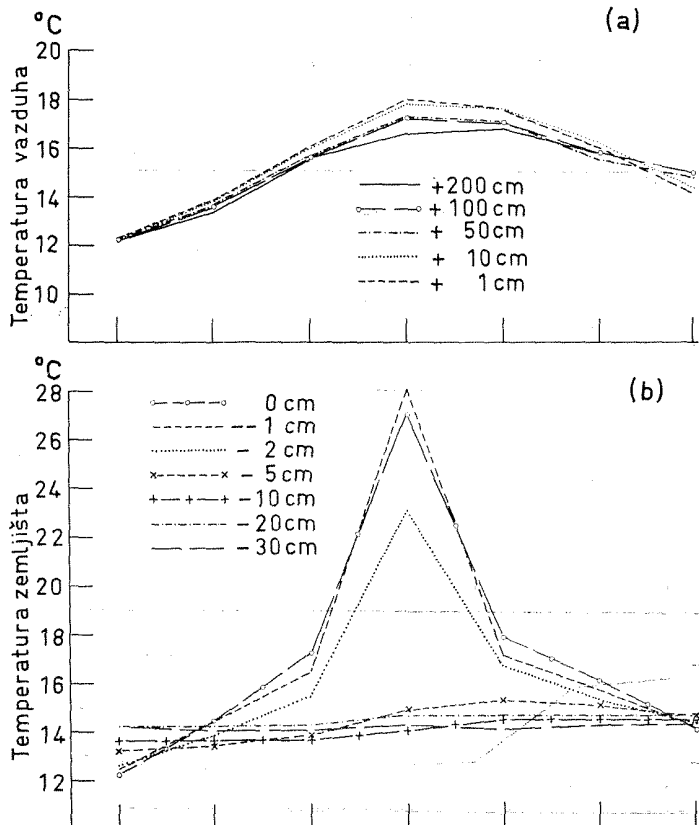 (a)
°C
Temperatura vazduha
20
18
16
14
12
10
+200 cm
+ 100 cm
+ 50 cm
+ 10 cm
+ 1 cm
(b)
°C
Temperatura zemljišta
28
26
24
22
20
18
16
14
12
0 cm
- 1 cm
- 2 cm
- 5 cm
- 10 cm
- 20 cm
- 30 cm